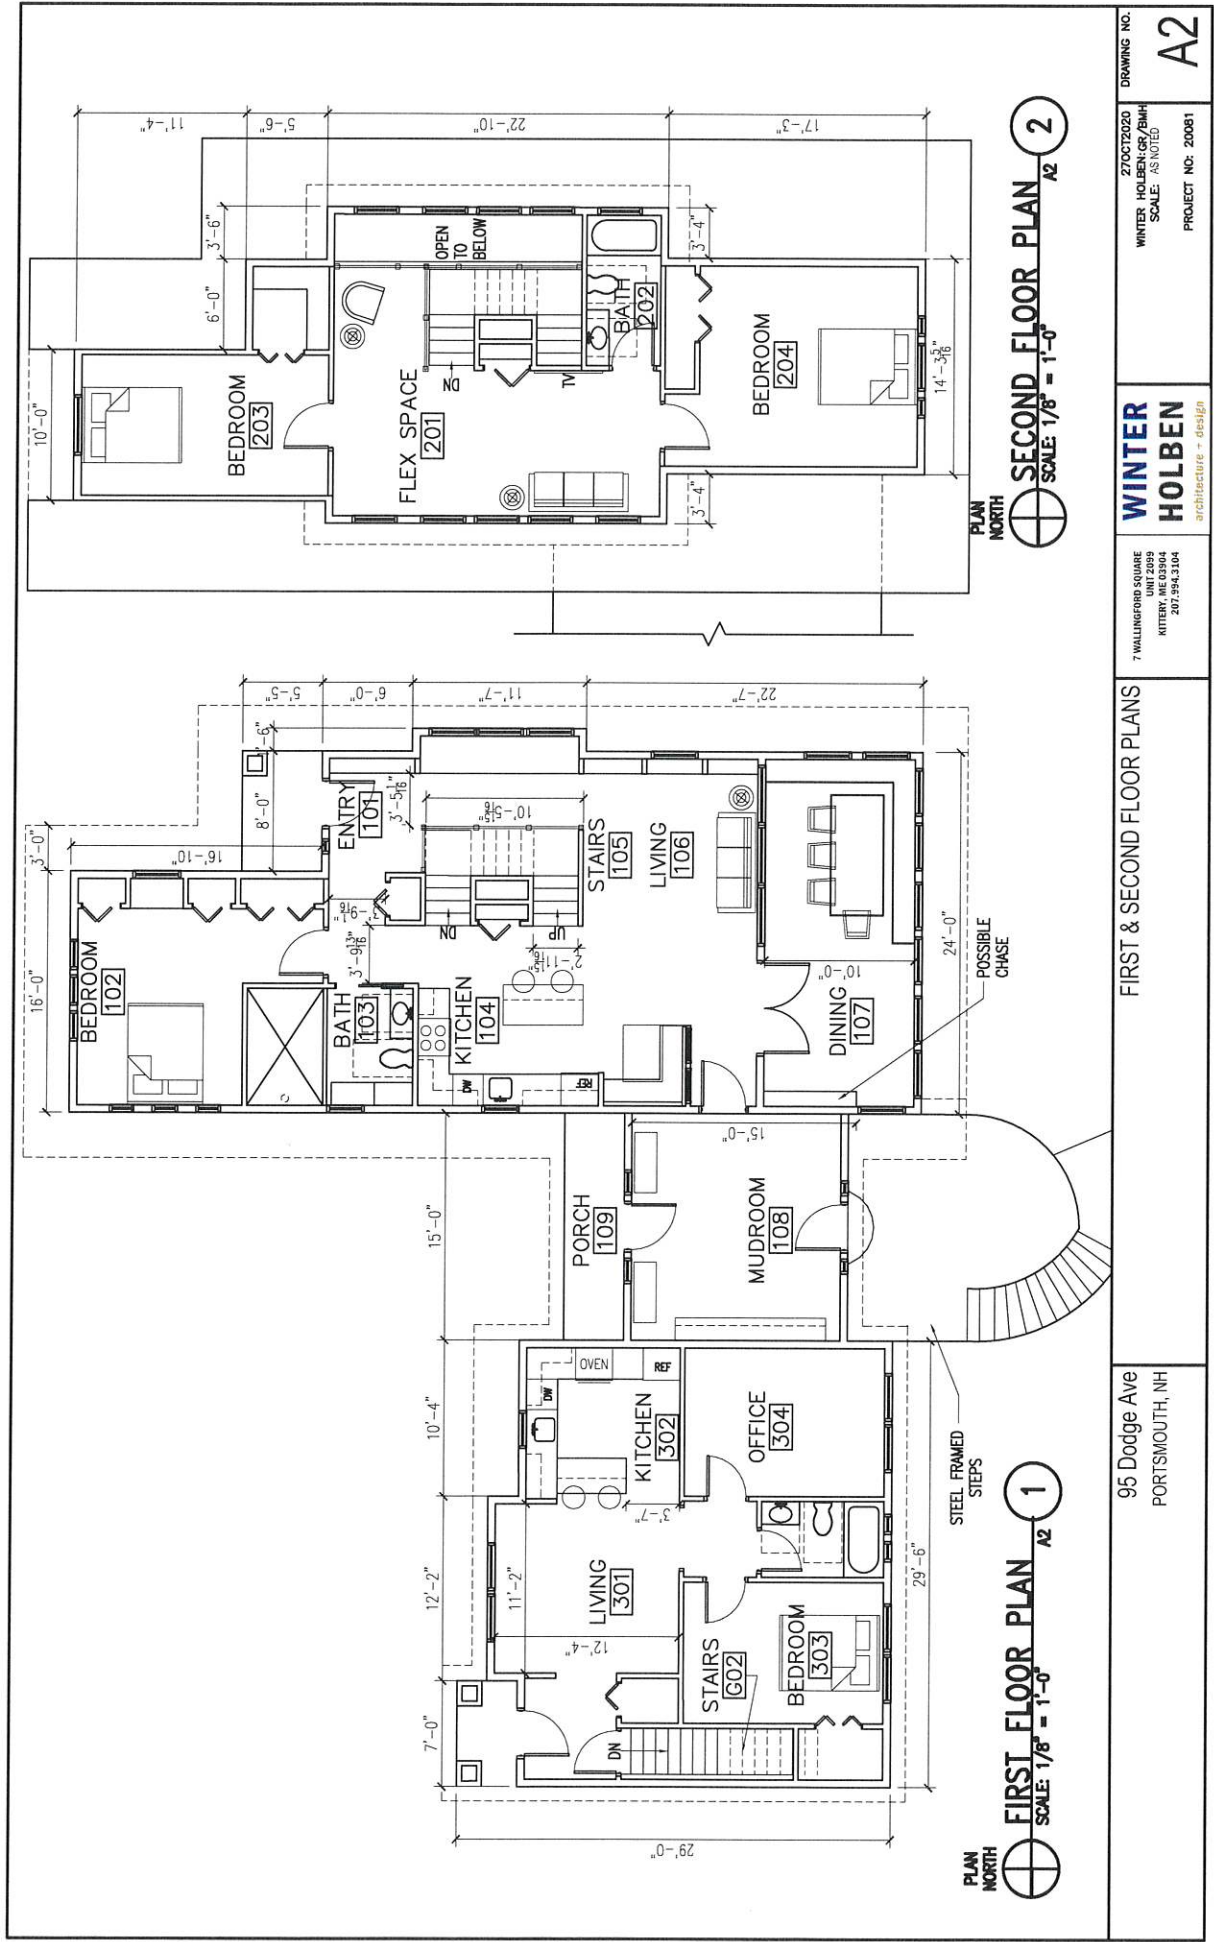 PLAN
NORTH
FIRST FLOOR PLAN
SCALE: 1/8" = 1'-0"
A2
1
29'-0"
7'-0"
12'-2"
10'-4"
15'-0"
29'-6"
DN
STAIRS
G02
BEDROOM
303
LIVING
301
11'-2"
12'-4"
3'-7"
KITCHEN
302
DW
OVEN
REF
OFFICE
304
STEEL FRAMED
STEPS
PORCH
109
MUDROOM
108
15'-0"
16'-0"
3'-0"
8'-0"
16'-10"
BEDROOM
102
BATH
103
ENTRY
101
KITCHEN
104
DW
REF
DN
UP
STAIRS
105
LIVING
106
DINING
107
10'-0"
24'-0"
POSSIBLE
CHASE
5'-5"
6'-0"
11'-7"
22'-7"
PLAN
NORTH
SECOND FLOOR PLAN
SCALE: 1/8" = 1'-0"
A2
2
10'-0"
6'-0"
3'-6"
11'-4"
5'-6"
22'-10"
17'-3"
BEDROOM
203
FLEX SPACE
201
DN
TV
OPEN
TO
BELOW
BATH
202
BEDROOM
204
3'-4"
3'-4"
95 Dodge Ave
PORTSMOUTH, NH
FIRST & SECOND FLOOR PLANS
7 WALLINGFORD SQUARE
UNIT 2099
KITTERY, ME 03904
207.994.3104
WINTER
HOLBEN
architecture + design
27OCT2020
WINTER HOLBEN:GR/BMH
SCALE: AS NOTED
PROJECT NO: 20081
DRAWING NO.
A2